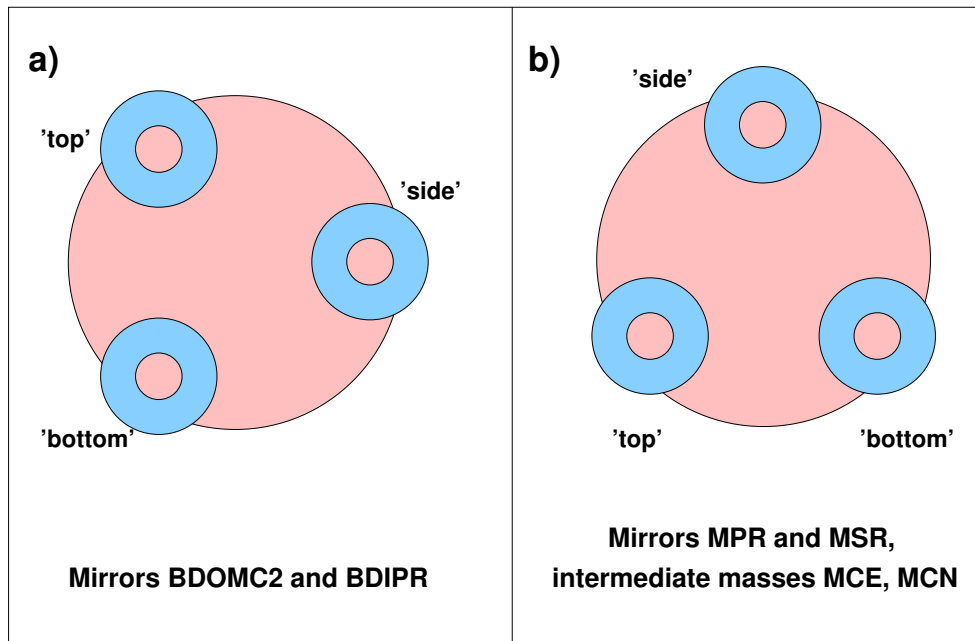 a)
'top'
'side'
'bottom'
Mirrors BDOMC2 and BDIPR
b)
'side'
'top'
'bottom'
Mirrors MPR and MSR,
intermediate masses MCE, MCN